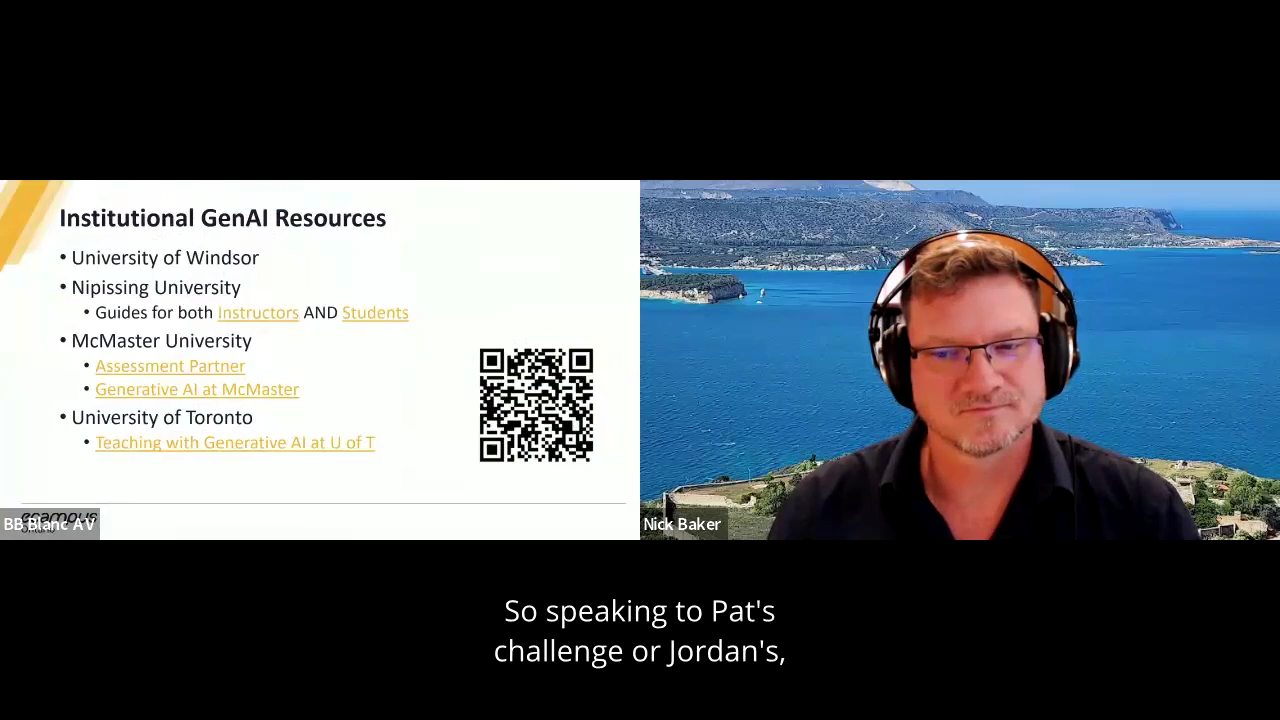 Institutional GenAI Resources
• University of Windsor
• Nipissing University
• Guides for both Instructors AND Students
• McMaster University
• Assessment Partner
• Generative AI at McMaster
• University of Toronto
• Teaching with Generative AI at U of T
BB Blanc AV
Nick Baker
So speaking to Pat's
challenge or Jordan's,